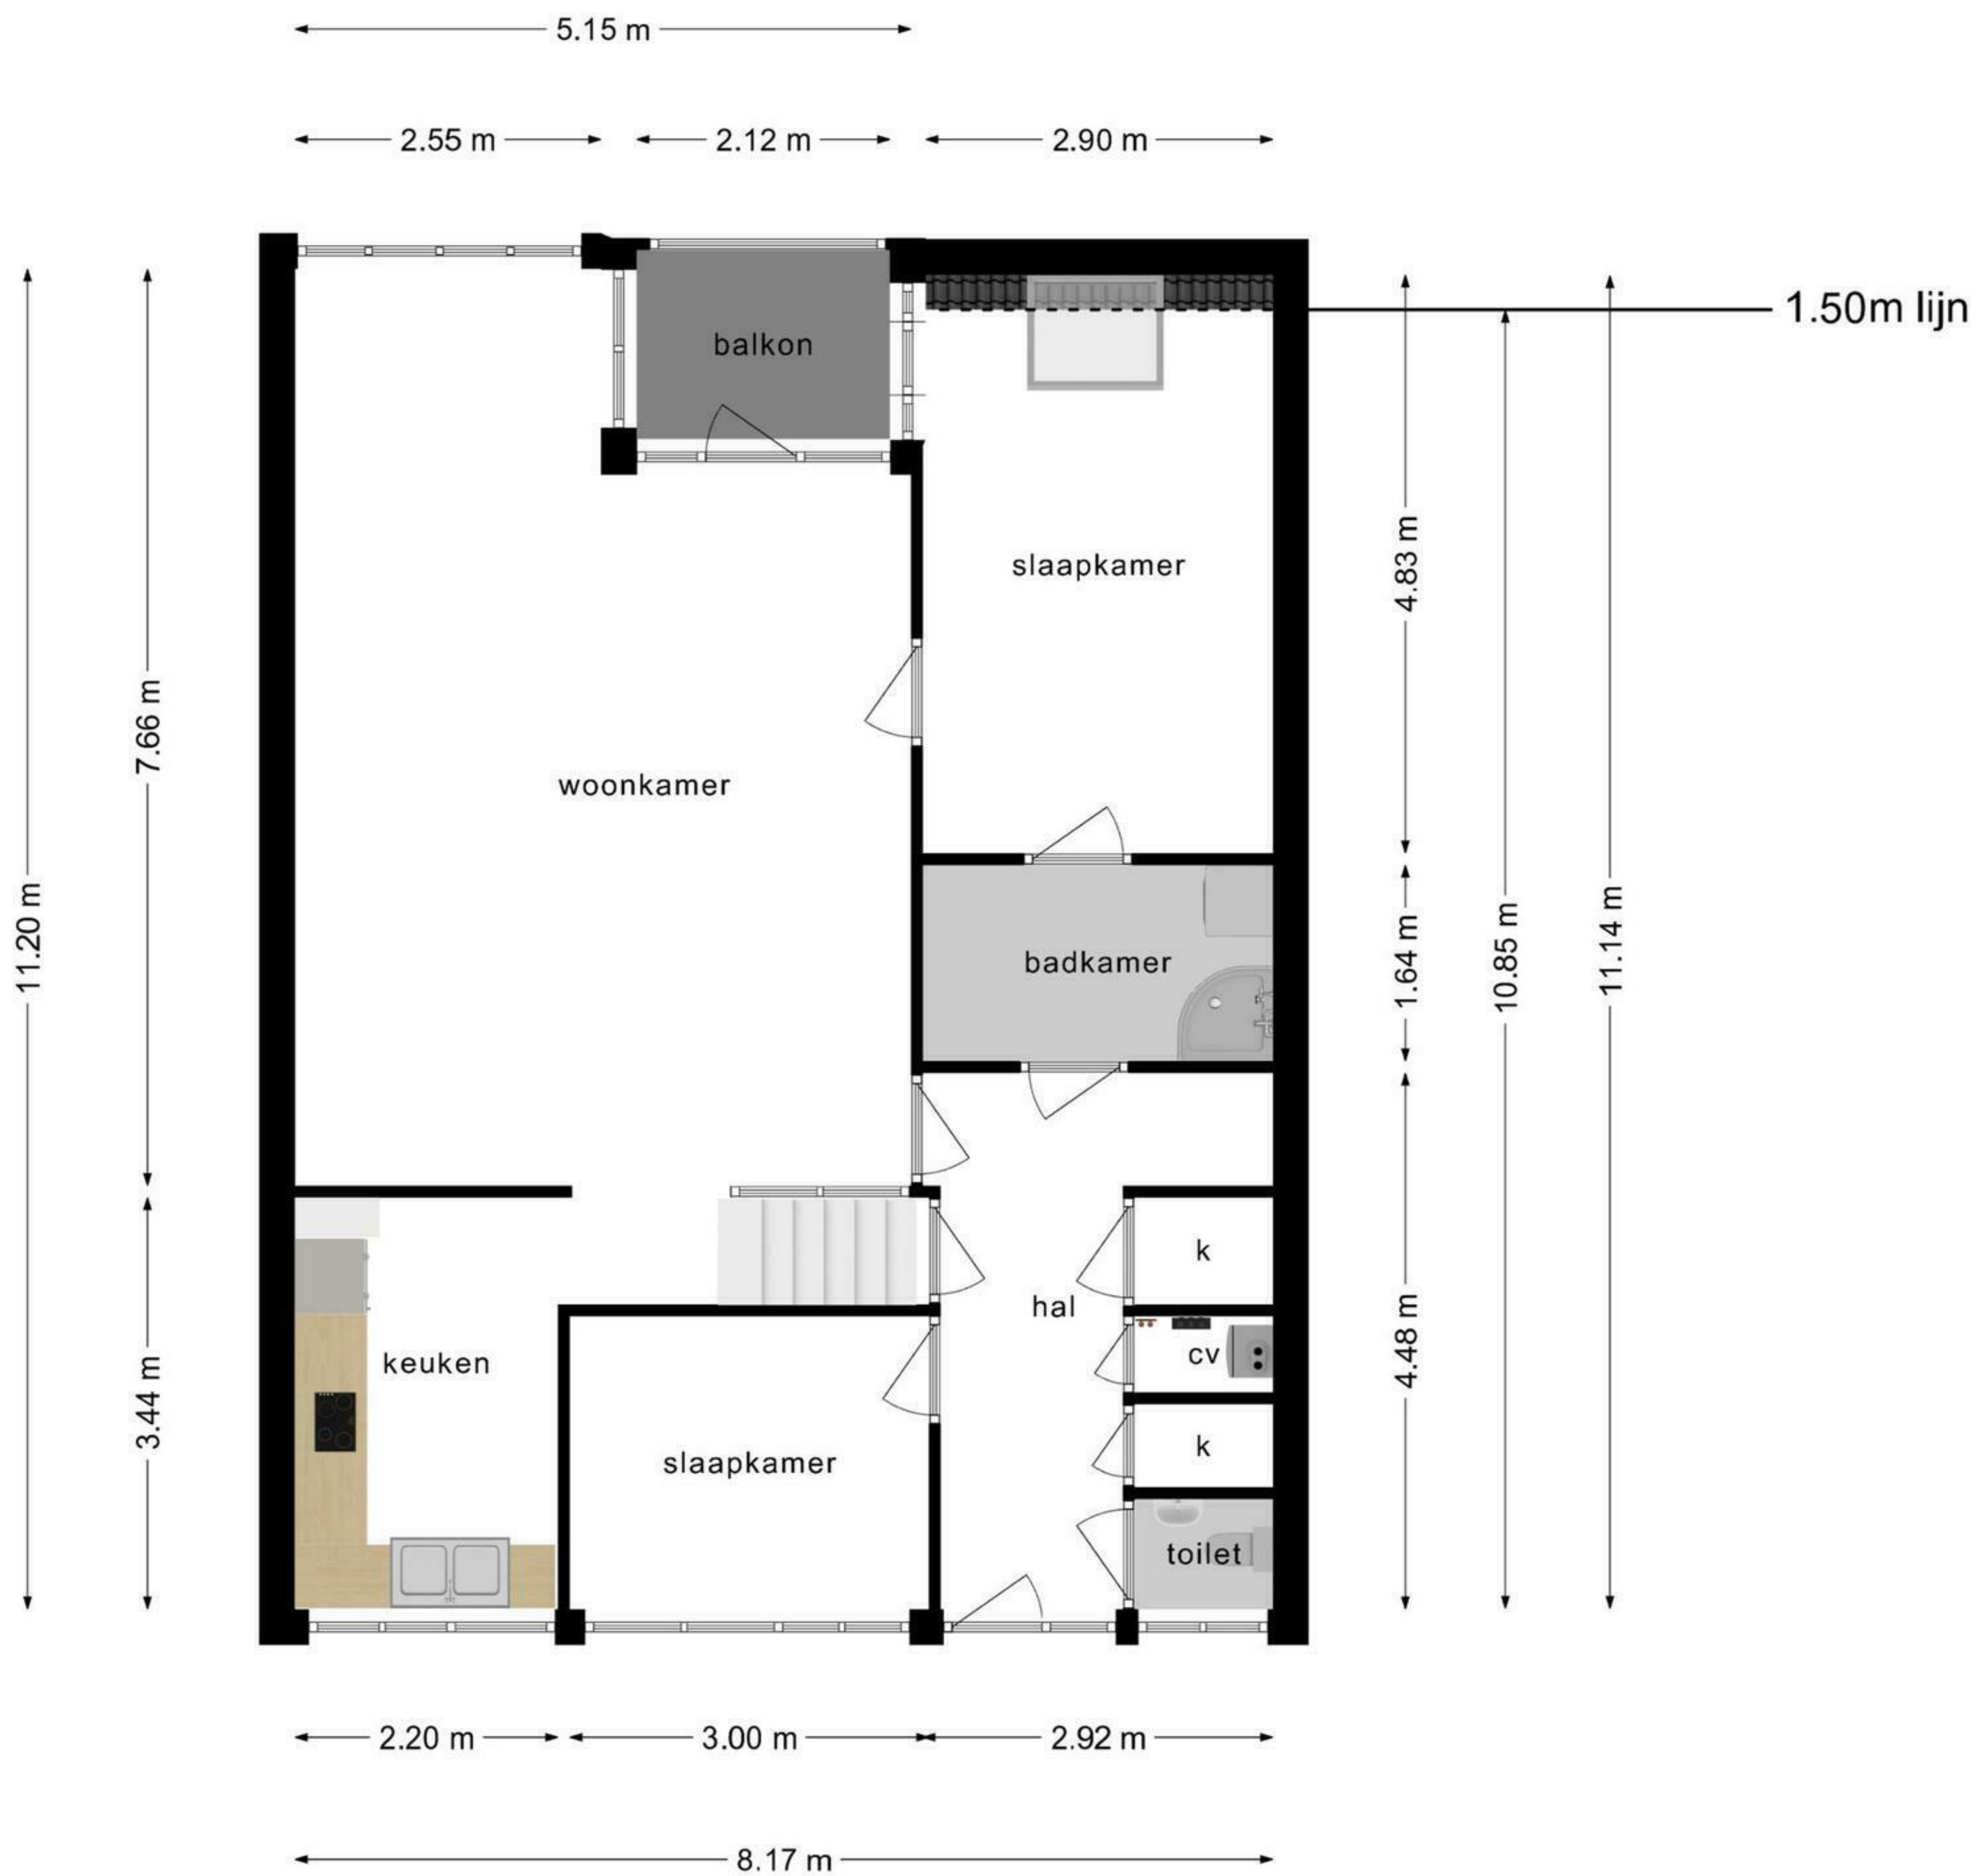 5.15 m
2.55 m
2.12 m
2.90 m
1.50m lijn
balkon
slaapkamer
4.83 m
7.66 m
woonkamer
11.20 m
badkamer
1.64 m
10.85 m
11.14 m
k
hal
cv
keuken
4.48 m
3.44 m
k
slaapkamer
toilet
2.20 m
3.00 m
2.92 m
8.17 m